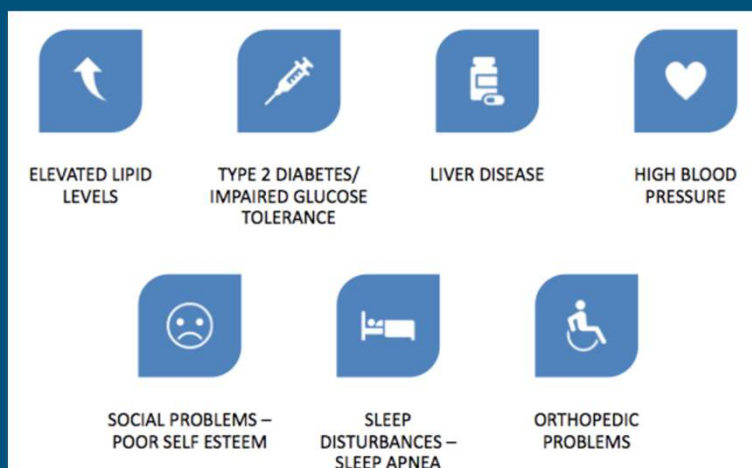 ELEVATED LIPID
LEVELS
TYPE 2 DIABETES/
IMPAIRED GLUCOSE
TOLERANCE
LIVER DISEASE
HIGH BLOOD
PRESSURE
SOCIAL PROBLEMS –
POOR SELF ESTEEM
SLEEP
DISTURBANCES –
SLEEP APNEA
ORTHOPEDIC
PROBLEMS